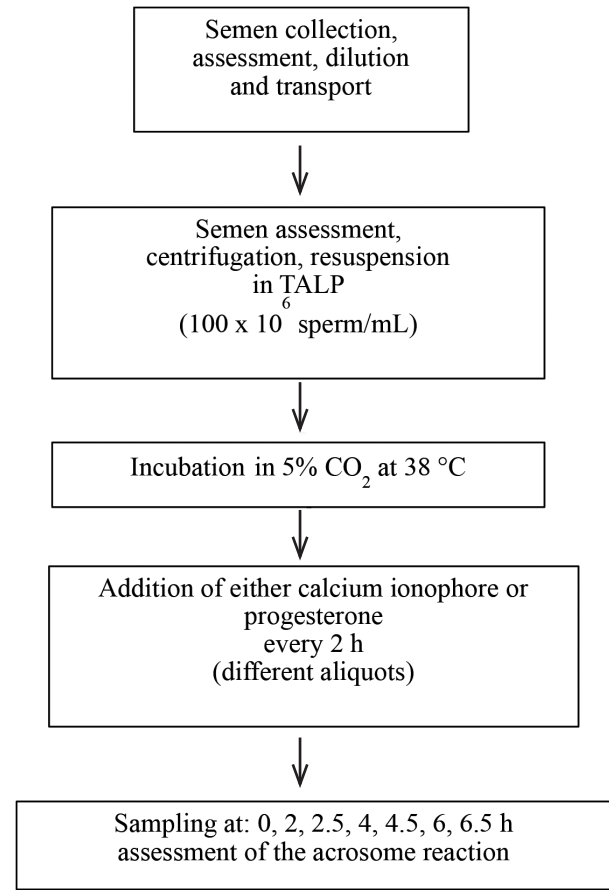 Semen collection,
assessment, dilution
and transport
Semen assessment,
centrifugation, resuspension
in TALP
(100 x 10⁶ sperm/mL)
Incubation in 5% CO₂ at 38 °C
Addition of either calcium ionophore or
progesterone
every 2 h
(different aliquots)
Sampling at: 0, 2, 2.5, 4, 4.5, 6, 6.5 h
assessment of the acrosome reaction